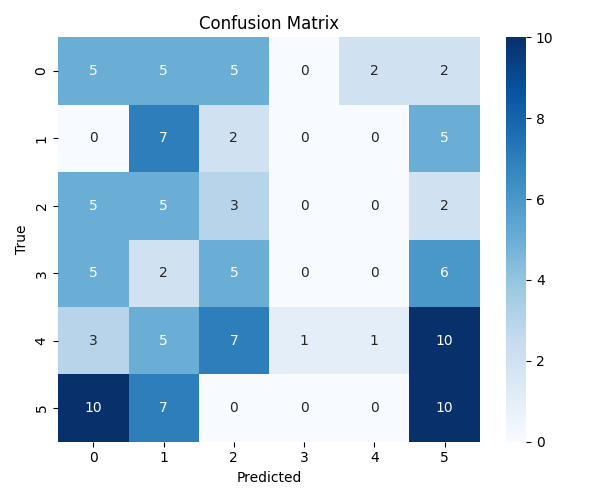 Confusion Matrix
0 5 5 5 0 2 2
1 0 7 2 0 0 5
2 5 5 3 0 0 2
3 5 2 5 0 0 6
4 3 5 7 1 1 10
5 10 7 0 0 0 10
0 1 2 3 4 5
Predicted
True
10
8
6
4
2
0